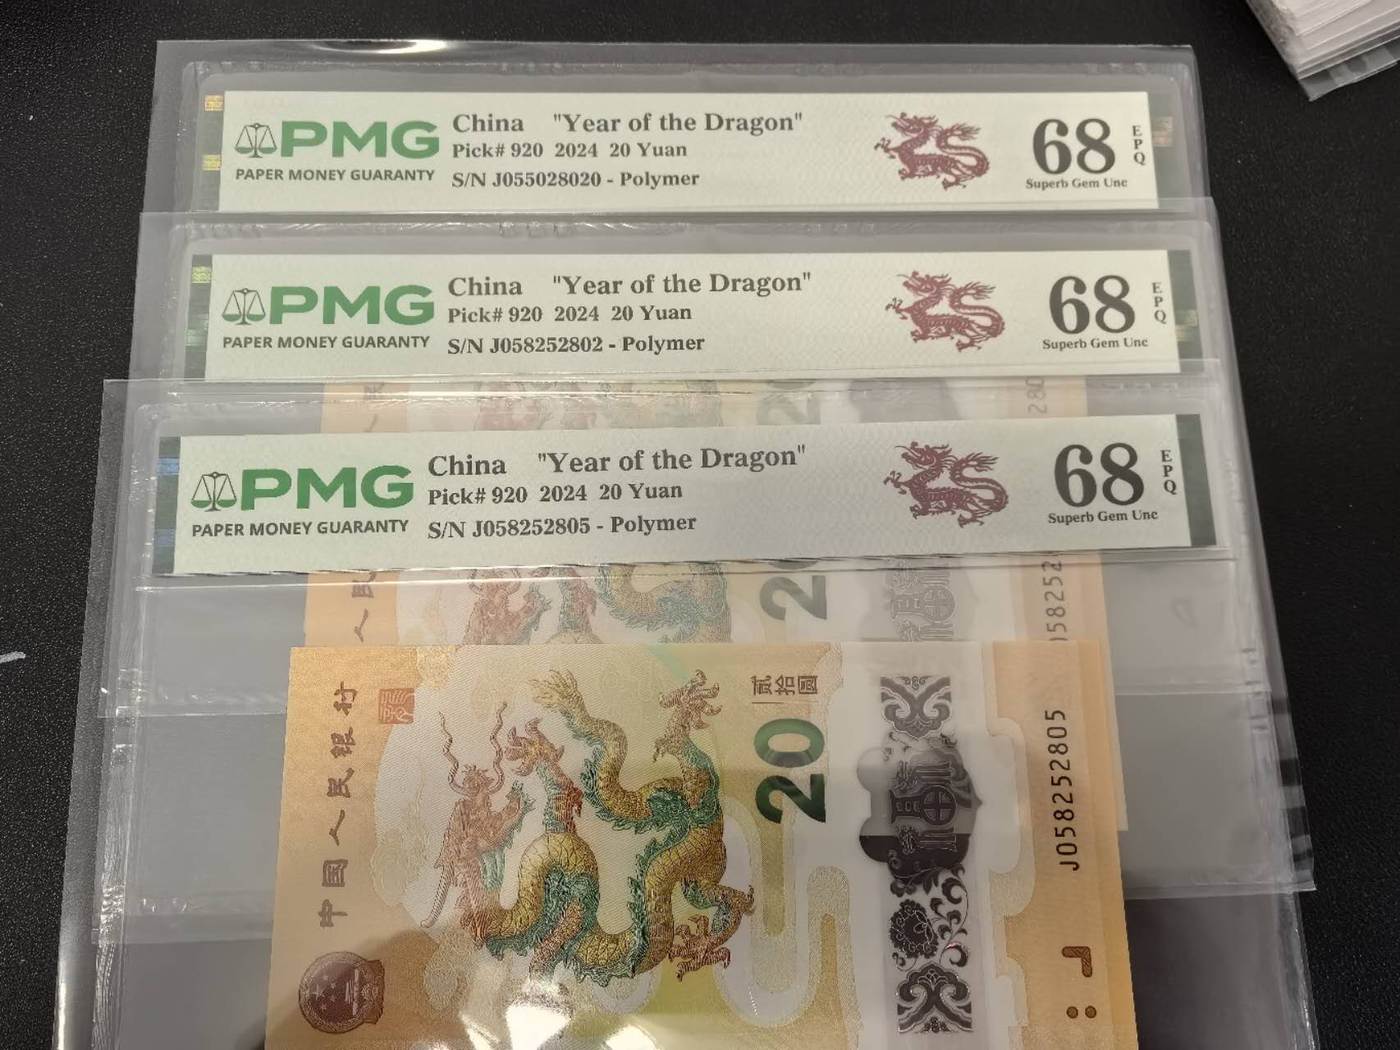 PMG
PAPER MONEY GUARANTY
China "Year of the Dragon"
Pick# 920 2024 20 Yuan
S/N J055028020 - Polymer
68
EPQ
Superb Gem Unc
PMG
PAPER MONEY GUARANTY
China "Year of the Dragon"
Pick# 920 2024 20 Yuan
S/N J058252802 - Polymer
68
EPQ
Superb Gem Unc
PMG
PAPER MONEY GUARANTY
China "Year of the Dragon"
Pick# 920 2024 20 Yuan
S/N J058252805 - Polymer
68
EPQ
Superb Gem Unc
中国人民银行
贰拾圆
20
J058252805